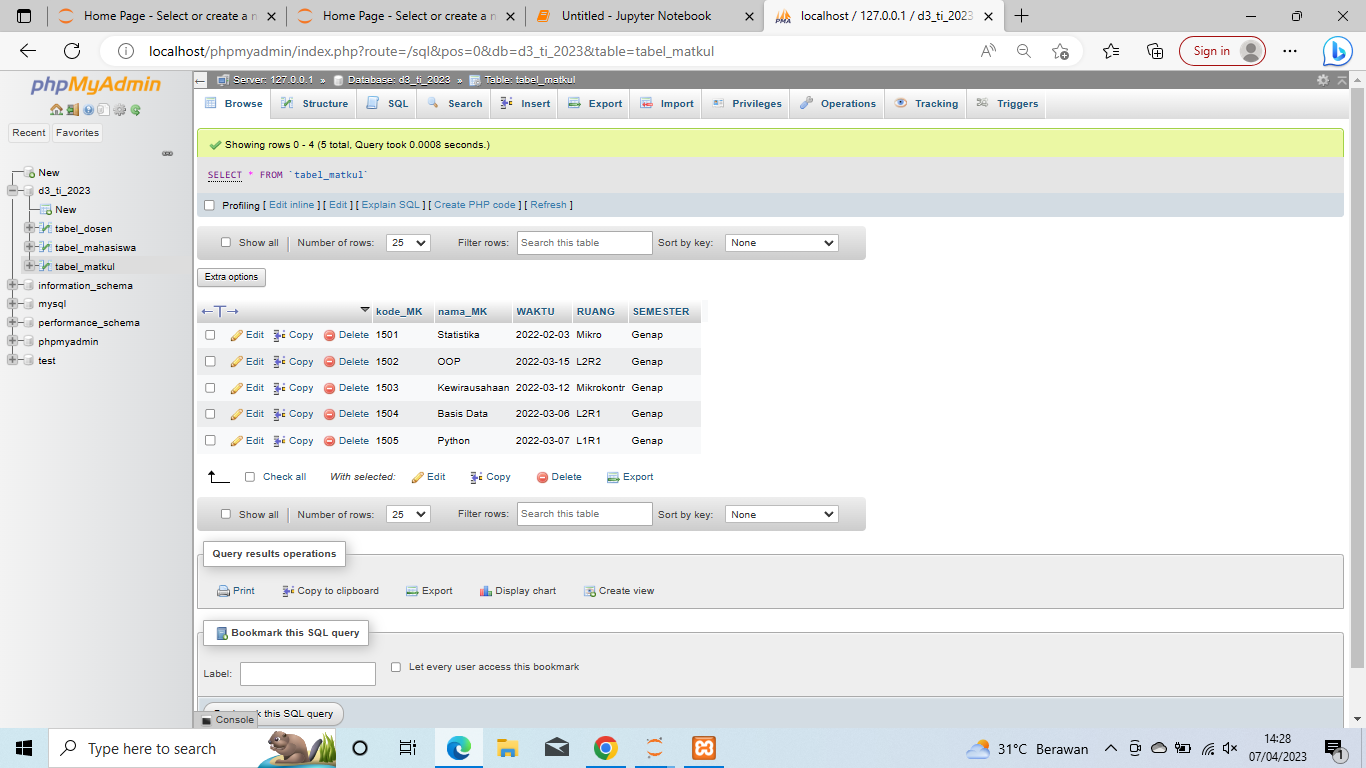 Home Page - Select or create a n
Home Page - Select or create a n
Untitled - Jupyter Notebook
localhost / 127.0.0.1 / d3_ti_2023
localhost/phpmyadmin/index.php?route=/sql&pos=0&db=d3_ti_2023&table=tabel_matkul
Sign in
phpMyAdmin
Recent Favorites
New
d3_ti_2023
New
tabel_dosen
tabel_mahasiswa
tabel_matkul
information_schema
mysql
performance_schema
phpmyadmin
test
Server: 127.0.0.1 » Database: d3_ti_2023 » Table: tabel_matkul
Browse Structure SQL Search Insert Export Import Privileges Operations Tracking Triggers
Showing rows 0 - 4 (5 total, Query took 0.0008 seconds.)
SELECT * FROM `tabel_matkul`
Profiling [ Edit inline ] [ Edit ] [ Explain SQL ] [ Create PHP code ] [ Refresh ]
Show all Number of rows: 25 Filter rows: Search this table Sort by key: None
Extra options
kode_MK nama_MK WAKTU RUANG SEMESTER
Edit Copy Delete 1501 Statistika 2022-02-03 Mikro Genap
Edit Copy Delete 1502 OOP 2022-03-15 L2R2 Genap
Edit Copy Delete 1503 Kewirausahaan 2022-03-12 Mikrokontr Genap
Edit Copy Delete 1504 Basis Data 2022-03-06 L2R1 Genap
Edit Copy Delete 1505 Python 2022-03-07 L1R1 Genap
Check all With selected: Edit Copy Delete Export
Show all Number of rows: 25 Filter rows: Search this table Sort by key: None
Query results operations
Print Copy to clipboard Export Display chart Create view
Bookmark this SQL query
Label: Let every user access this bookmark
this SQL query
Console
Type here to search
31°C Berawan
14:28
07/04/2023
1